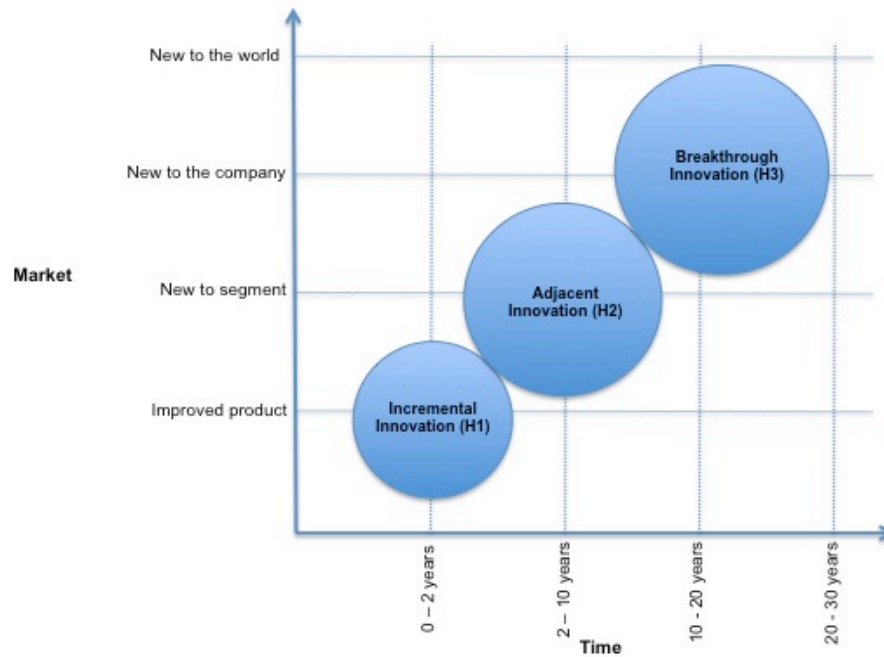 New to the world
New to the company
Breakthrough
Innovation (H3)
Market
New to segment
Adjacent
Innovation (H2)
Improved product
Incremental
Innovation (H1)
0 – 2 years
2 – 10 years
10 - 20 years
20 - 30 years
Time